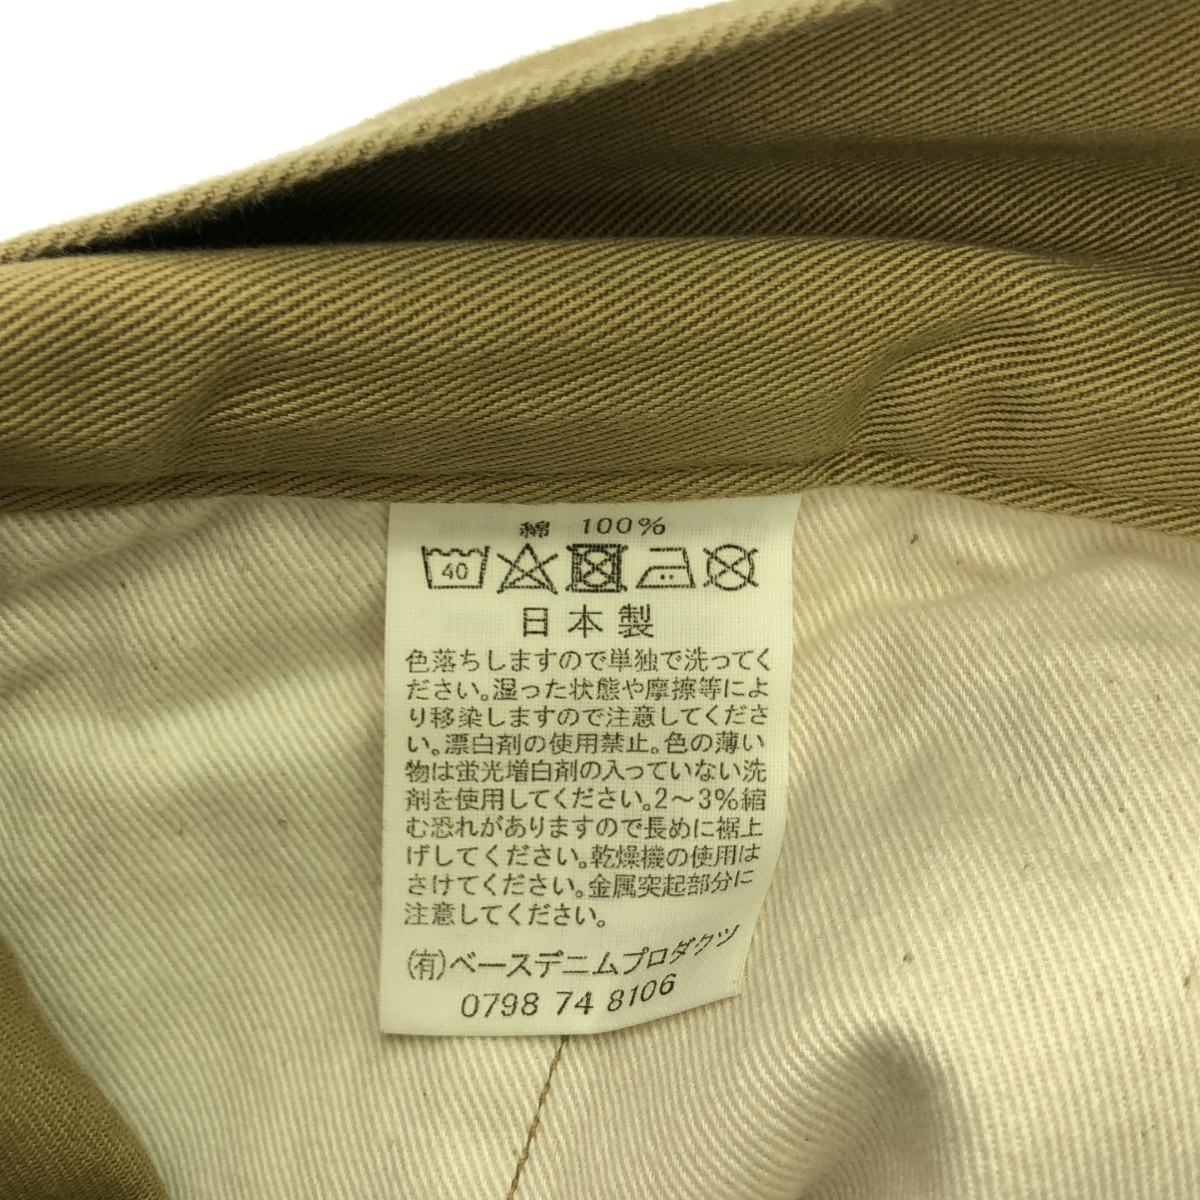 綿 100%
40
日本製
色落ちしますので単独で洗ってく
ださい。湿った状態や摩擦等によ
り移染しますので注意してくださ
い。漂白剤の使用禁止。色の薄い
物は蛍光増白剤の入っていない洗
剤を使用してください。2～3%縮
む恐れがありますので長めに裾上
げしてください。乾燥機の使用は
さけてください。金属突起部分に
注意してください。
(有)ベースデニムプロダクツ
0798 74 8106